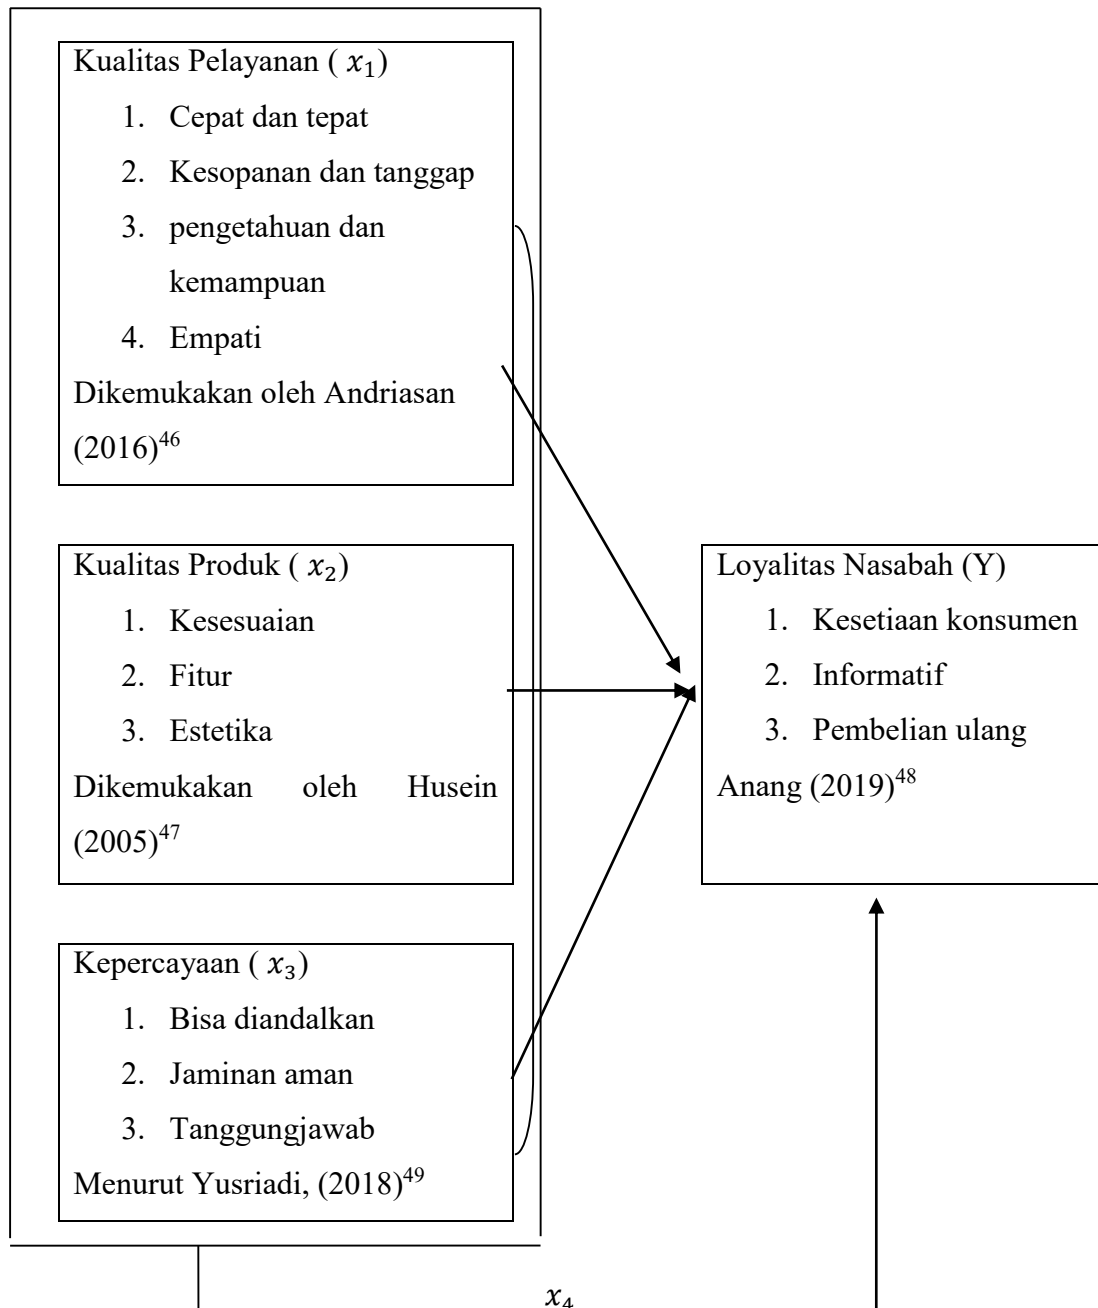 Kualitas Pelayanan ( 𝑥₁)
1. Cepat dan tepat
2. Kesopanan dan tanggap
3. pengetahuan dan
kemampuan
4. Empati
Dikemukakan oleh Andriasan
(2016)⁴⁶
Kualitas Produk ( 𝑥₂)
1. Kesesuaian
2. Fitur
3. Estetika
Dikemukakan oleh Husein
(2005)⁴⁷
Kepercayaan ( 𝑥₃)
1. Bisa diandalkan
2. Jaminan aman
3. Tanggungjawab
Menurut Yusriadi, (2018)⁴⁹
Loyalitas Nasabah (Y)
1. Kesetiaan konsumen
2. Informatif
3. Pembelian ulang
Anang (2019)⁴⁸
𝑥₄